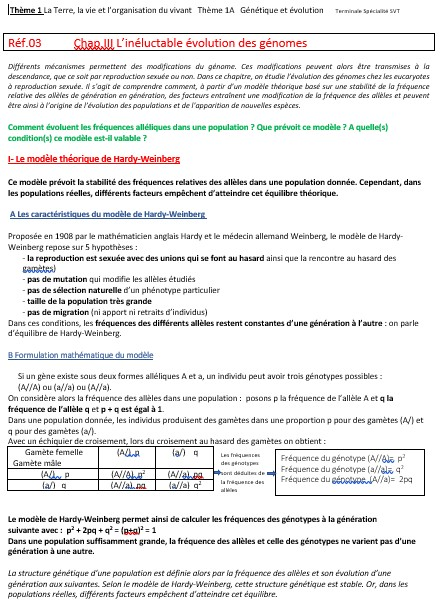 Thème 1 La Terre, la vie et l'organisation du vivant Thème 1A Génétique et évolution Terminale Spécialité SVT
Réf.03 Chap.III L'inéluctable évolution des génomes
Différents mécanismes permettent des modifications du génome. Ces modifications peuvent alors être transmises à la
descendance, que ce soit par reproduction sexuée ou non. Dans ce chapitre, on étudie l'évolution des génomes chez les eucaryotes
à reproduction sexuée. Il s'agit de comprendre comment, à partir d'un modèle théorique basé sur une stabilité de la fréquence
relative des allèles de génération en génération, des facteurs entraînent une modification de la fréquence des allèles et peuvent
être ainsi à l'origine de l'évolution des populations et de l'apparition de nouvelles espèces.
Comment évoluent les fréquences alléliques dans une population ? Que prévoit ce modèle ? A quelle(s)
condition(s) ce modèle est-il valable ?
I- Le modèle théorique de Hardy-Weinberg
Ce modèle prévoit la stabilité des fréquences relatives des allèles dans une population donnée. Cependant, dans
les populations réelles, différents facteurs empêchent d'atteindre cet équilibre théorique.
A Les caractéristiques du modèle de Hardy-Weinberg
Proposée en 1908 par le mathématicien anglais Hardy et le médecin allemand Weinberg, le modèle de Hardy-
Weinberg repose sur 5 hypothèses :
- la reproduction est sexuée avec des unions qui se font au hasard ainsi que la rencontre au hasard des
gamètes)
- pas de mutation qui modifie les allèles étudiés
- pas de sélection naturelle d'un phénotype particulier
- taille de la population très grande
- pas de migration (ni apport ni retraits d'individus)
Dans ces conditions, les fréquences des différents allèles restent constantes d'une génération à l'autre : on parle
d'équilibre de Hardy-Weinberg.
B Formulation mathématique du modèle
Si un gène existe sous deux formes alléliques A et a, un individu peut avoir trois génotypes possibles :
(A//A) ou (a//a) ou (A//a).
On considère alors la fréquence des allèles dans une population : posons p la fréquence de l'allèle A et q la
fréquence de l'allèle q et p + q est égal à 1.
Dans une population donnée, les individus produisent des gamètes dans une proportion p pour des gamètes (A/) et
q pour des gamètes (a/).
Avec un échiquier de croisement, lors du croisement au hasard des gamètes on obtient :
Gamète femelle (A/) p (a/) q
Gamète mâle
(A/) p (A//A) p² (A//a) pq
(a/) q (A//a) pq (a//a) q²
Les fréquences
des génotypes
sont déduites de
la fréquence des
allèles
Fréquence du génotype (A//A)= p²
Fréquence du génotype (a//a)= q²
Fréquence du génotype (A//a)= 2pq
Le modèle de Hardy-Weinberg permet ainsi de calculer les fréquences des génotypes à la génération
suivante avec : p² + 2pq + q² = (p+q)² = 1
Dans une population suffisamment grande, la fréquence des allèles et celle des génotypes ne varient pas d'une
génération à une autre.
La structure génétique d'une population est définie alors par la fréquence des allèles et son évolution d'une
génération aux suivantes. Selon le modèle de Hardy-Weinberg, cette structure génétique est stable. Or, dans les
populations réelles, différents facteurs empêchent d'atteindre cet équilibre.